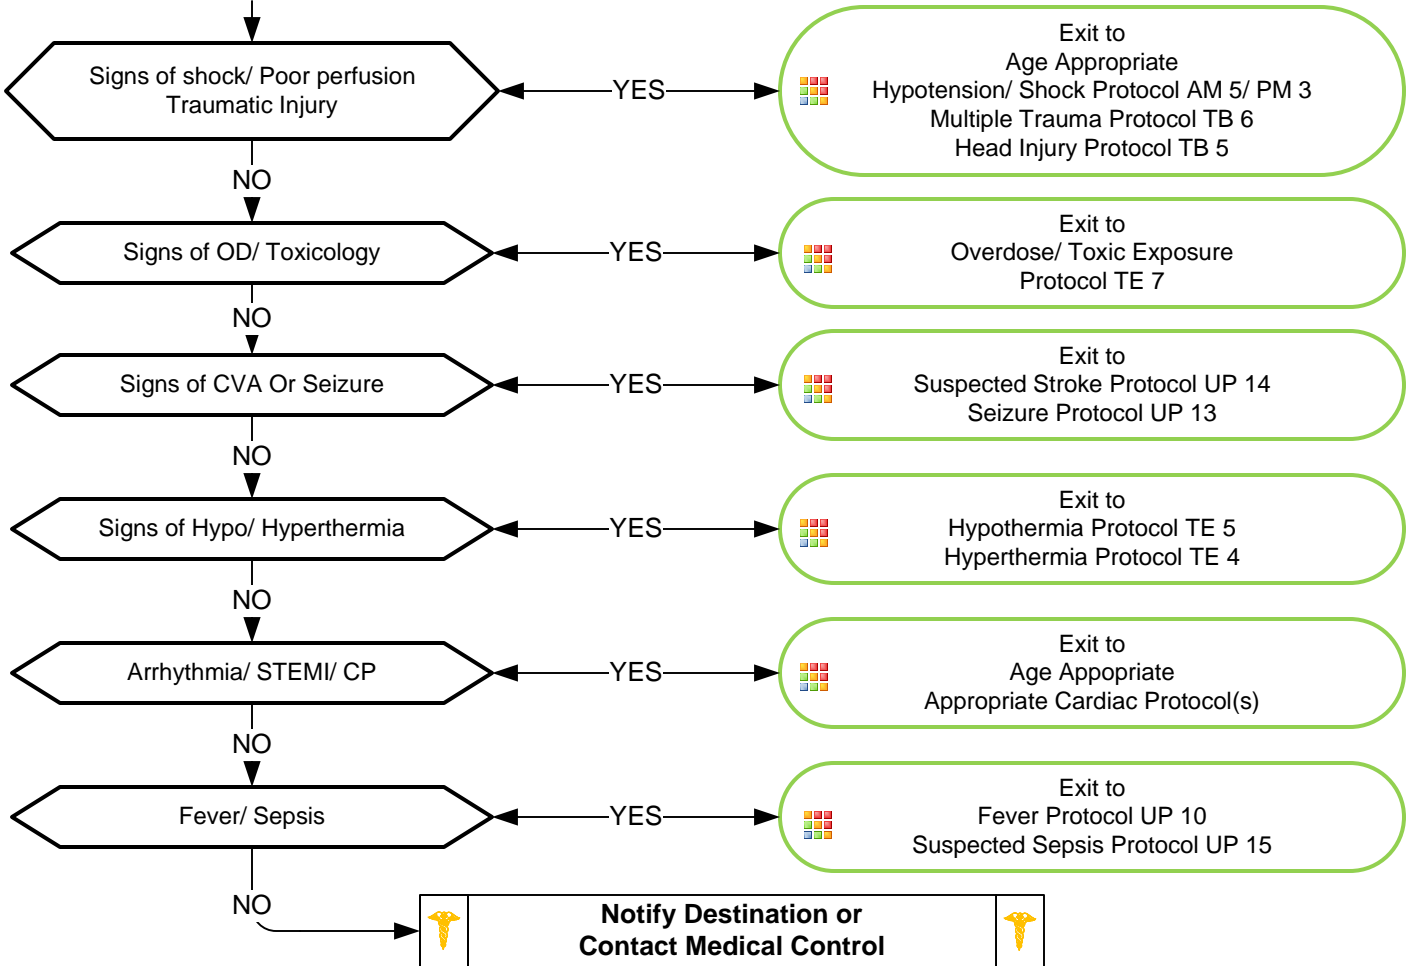 Signs of shock/ Poor perfusion
Traumatic Injury
YES
Exit to
Age Appropriate
Hypotension/ Shock Protocol AM 5/ PM 3
Multiple Trauma Protocol TB 6
Head Injury Protocol TB 5
NO
Signs of OD/ Toxicology
YES
Exit to
Overdose/ Toxic Exposure
Protocol TE 7
NO
Signs of CVA Or Seizure
YES
Exit to
Suspected Stroke Protocol UP 14
Seizure Protocol UP 13
NO
Signs of Hypo/ Hyperthermia
YES
Exit to
Hypothermia Protocol TE 5
Hyperthermia Protocol TE 4
NO
Arrhythmia/ STEMI/ CP
YES
Exit to
Age Appopriate
Appropriate Cardiac Protocol(s)
NO
Fever/ Sepsis
YES
Exit to
Fever Protocol UP 10
Suspected Sepsis Protocol UP 15
NO
Notify Destination or
Contact Medical Control